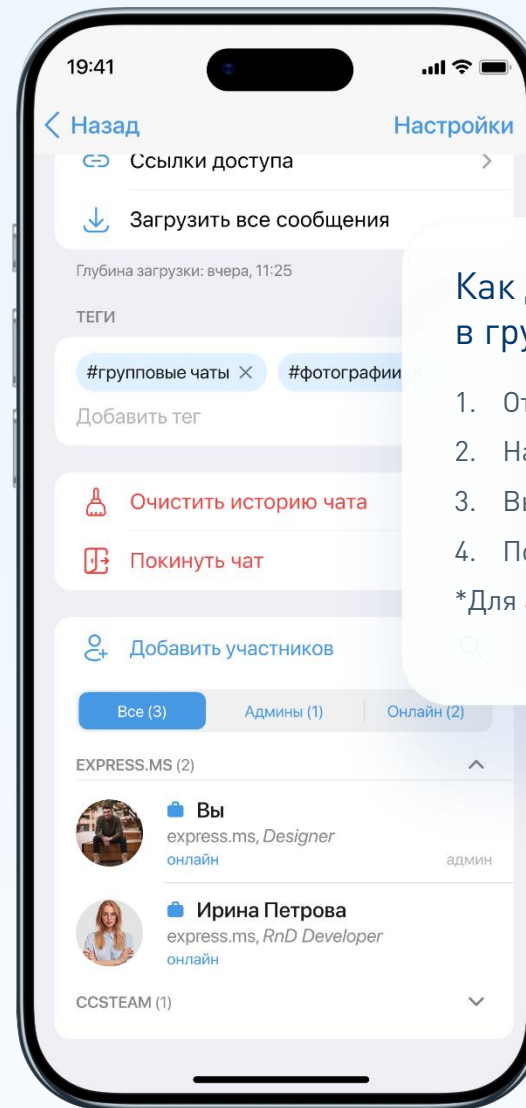 19:41
Назад Настройки
Ссылки доступа
Загрузить все сообщения
Глубина загрузки: вчера, 11:25
ТЕГИ
#групповые чаты × #фотографии
Добавить тег
Очистить историю чата
Покинуть чат
Добавить участников
Все (3) Админы (1) Онлайн (2)
EXPRESS.MS (2)
Вы
express.ms, Designer
онлайн админ
Ирина Петрова
express.ms, RnD Developer
онлайн
CCSTEAM (1)
Как
в
1.
2.
3.
4.
*Для